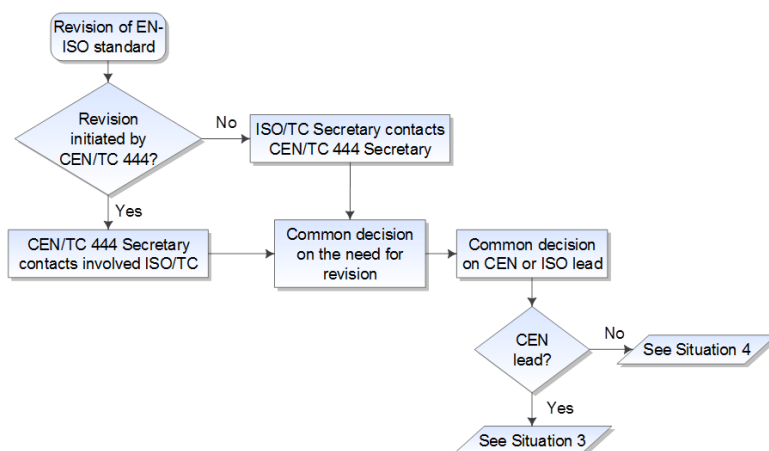 Revision of EN-
ISO standard
Revision
initiated by
CEN/TC 444?
No
ISO/TC Secretary contacts
CEN/TC 444 Secretary
Yes
CEN/TC 444 Secretary
contacts involved ISO/TC
Common decision
on the need for
revision
Common decision
on CEN or ISO lead
CEN
lead?
No
See Situation 4
Yes
See Situation 3